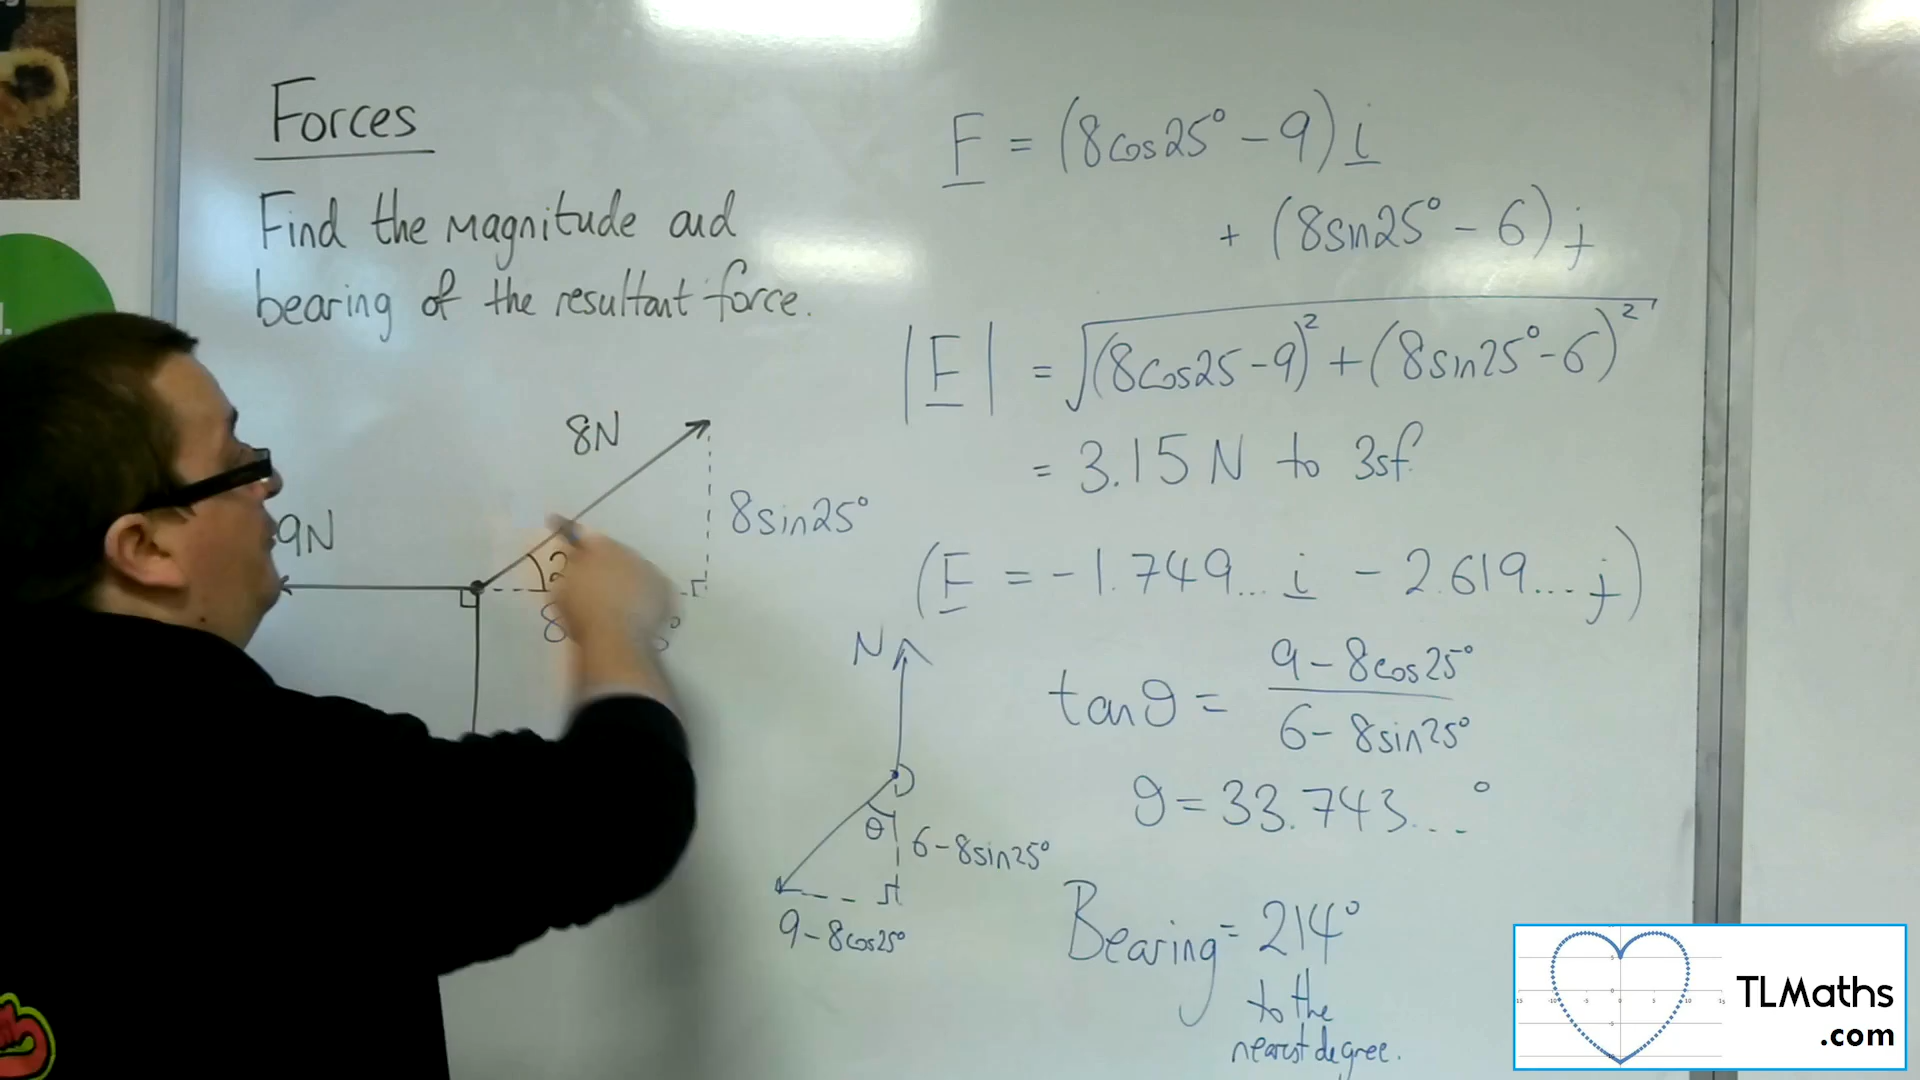 Forces
Find the magnitude and
bearing of the resultant force.
8N
9N
8sin25°
F = (8cos25° - 9) i
+ (8sin25° - 6) j
|F| = √(8cos25 - 9)² + (8sin25° - 6)²
= 3.15 N to 3sf
(F = -1.749... i - 2.619... j)
N
tanθ = 9 - 8cos25° / 6 - 8sin25°
θ = 33.743...°
θ
6 - 8sin25°
9 - 8cos25°
Bearing = 214°
to the
nearest degree.
TLMaths
.com